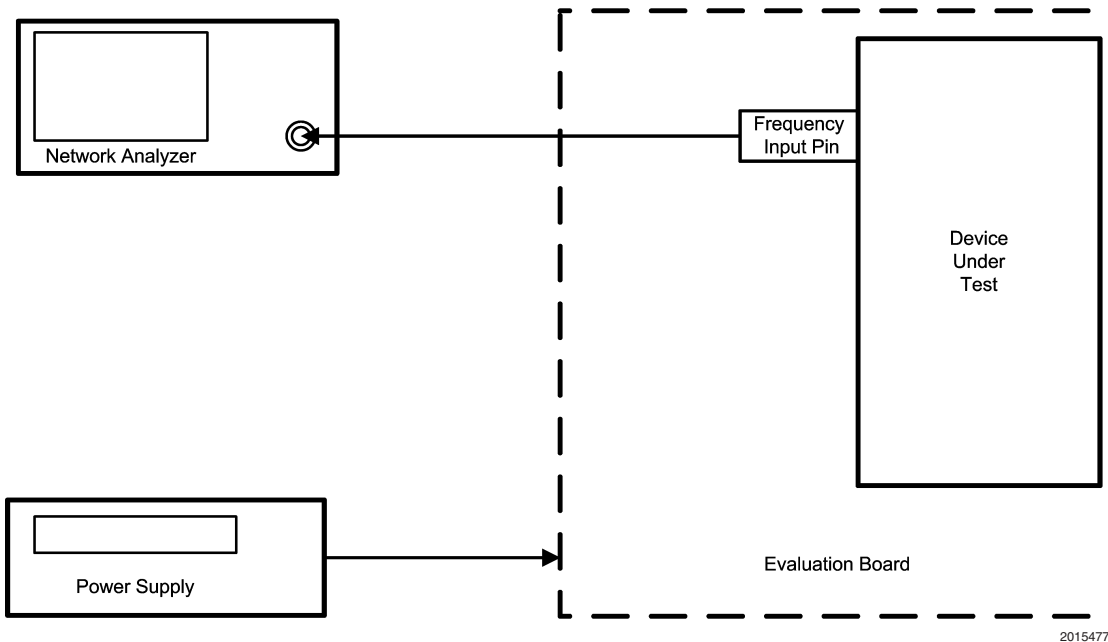 Network Analyzer
Frequency
Input Pin
Device
Under
Test
Power Supply
Evaluation Board
2015477